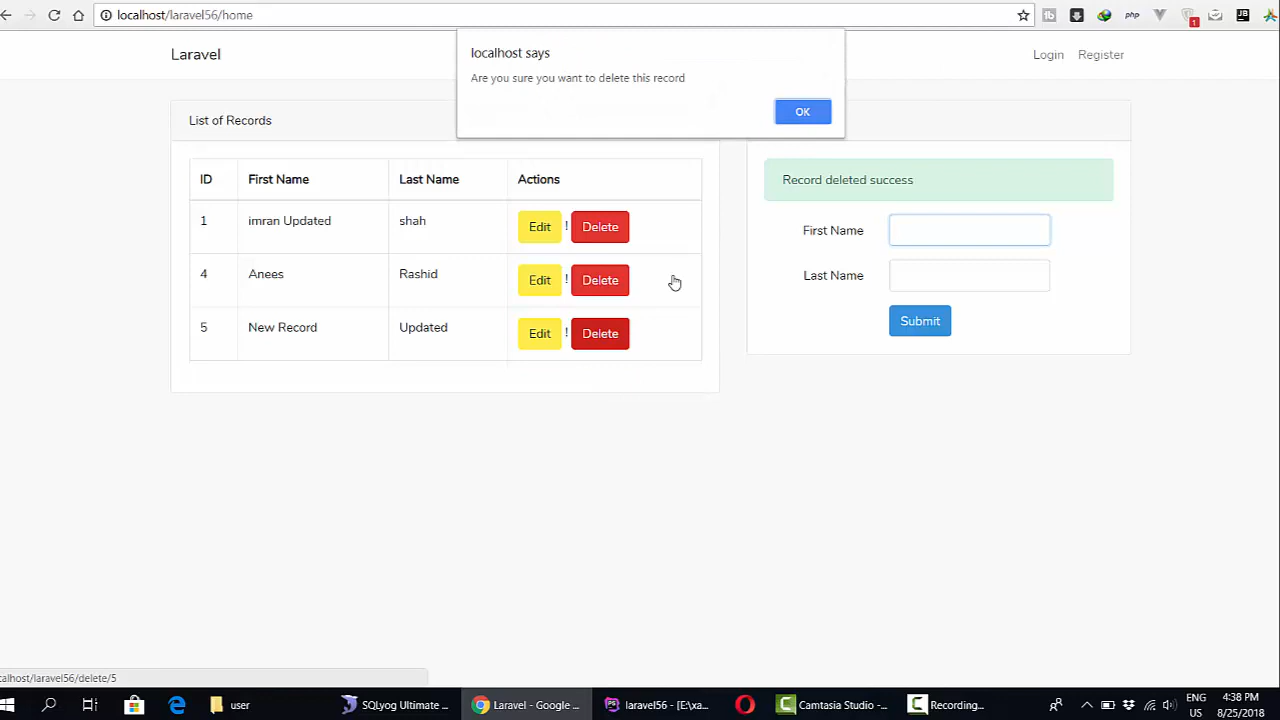 localhost/laravel56/home
php
1
JB
localhost says
Are you sure you want to delete this record
OK
Laravel
Login Register
List of Records
ID First Name Last Name Actions
1 imran Updated shah Edit ! Delete
4 Anees Rashid Edit ! Delete
5 New Record Updated Edit ! Delete
Record deleted success
First Name
Last Name
Submit
calhost/laravel56/delete/5
user
SQLyog Ultimate ...
Laravel - Google ...
laravel56 - [E:\xa...
Camtasia Studio - ...
Recording...
ENG
US
4:38 PM
8/25/2018